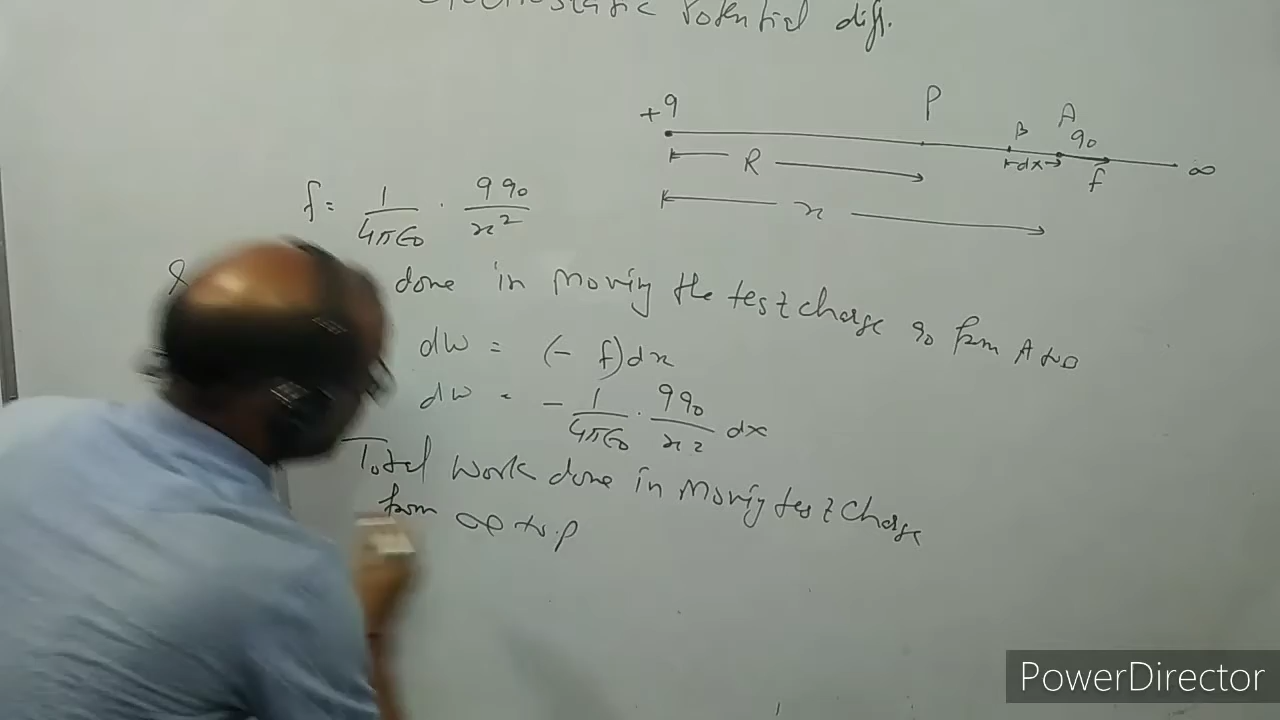 Electrostatic Potential diff.
+q P B A q₀ ∞
dx
R f⃗
x
f = 1/4πϵ₀ . q q₀/x²
done in moving the test charge q₀ from A to B
dw = (- f) dx
dw = - 1/4πϵ₀ . q q₀/x² dx
Total work done in moving test charge
from ∞ to P
PowerDirector